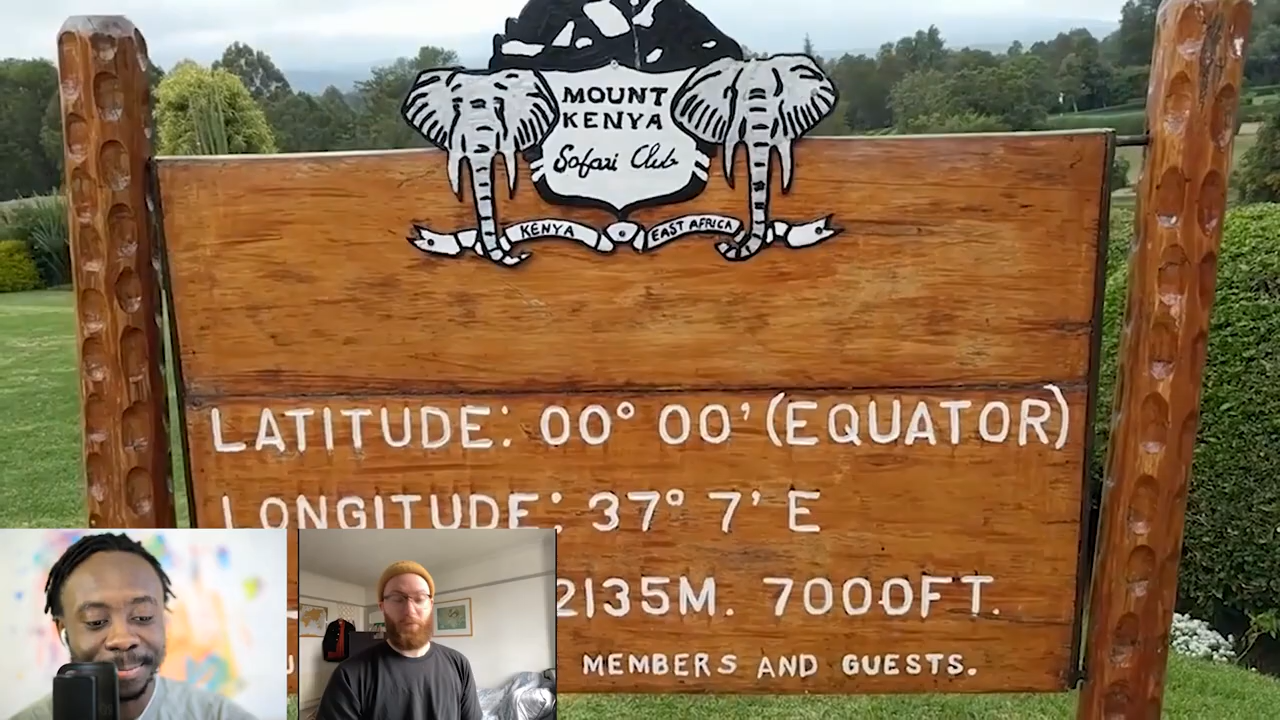 MOUNT
KENYA
Safari Club
KENYA EAST AFRICA
LATITUDE: 00° 00' (EQUATOR)
LONGITUDE: 37° 7' E
2135M. 7000FT.
MEMBERS AND GUESTS.